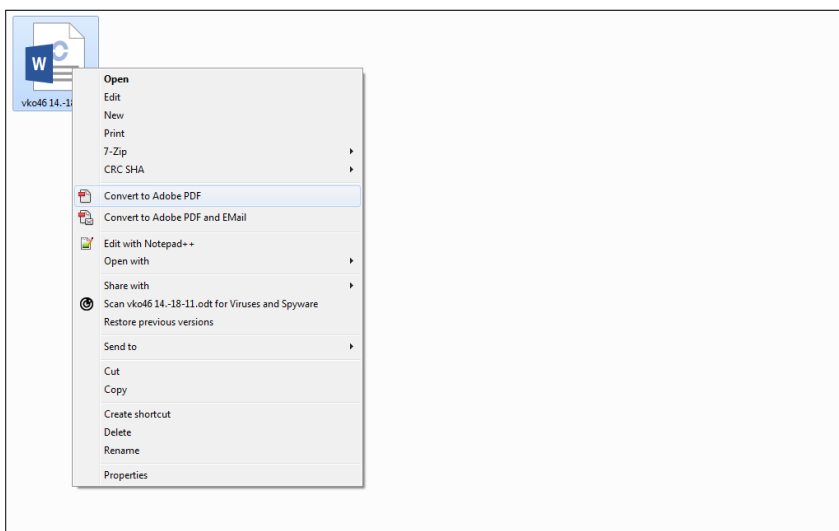 W
vko46 14.-18
Open
Edit
New
Print
7-Zip
CRC SHA
Convert to Adobe PDF
Convert to Adobe PDF and EMail
Edit with Notepad++
Open with
Share with
Scan vko46 14.-18-11.odt for Viruses and Spyware
Restore previous versions
Send to
Cut
Copy
Create shortcut
Delete
Rename
Properties